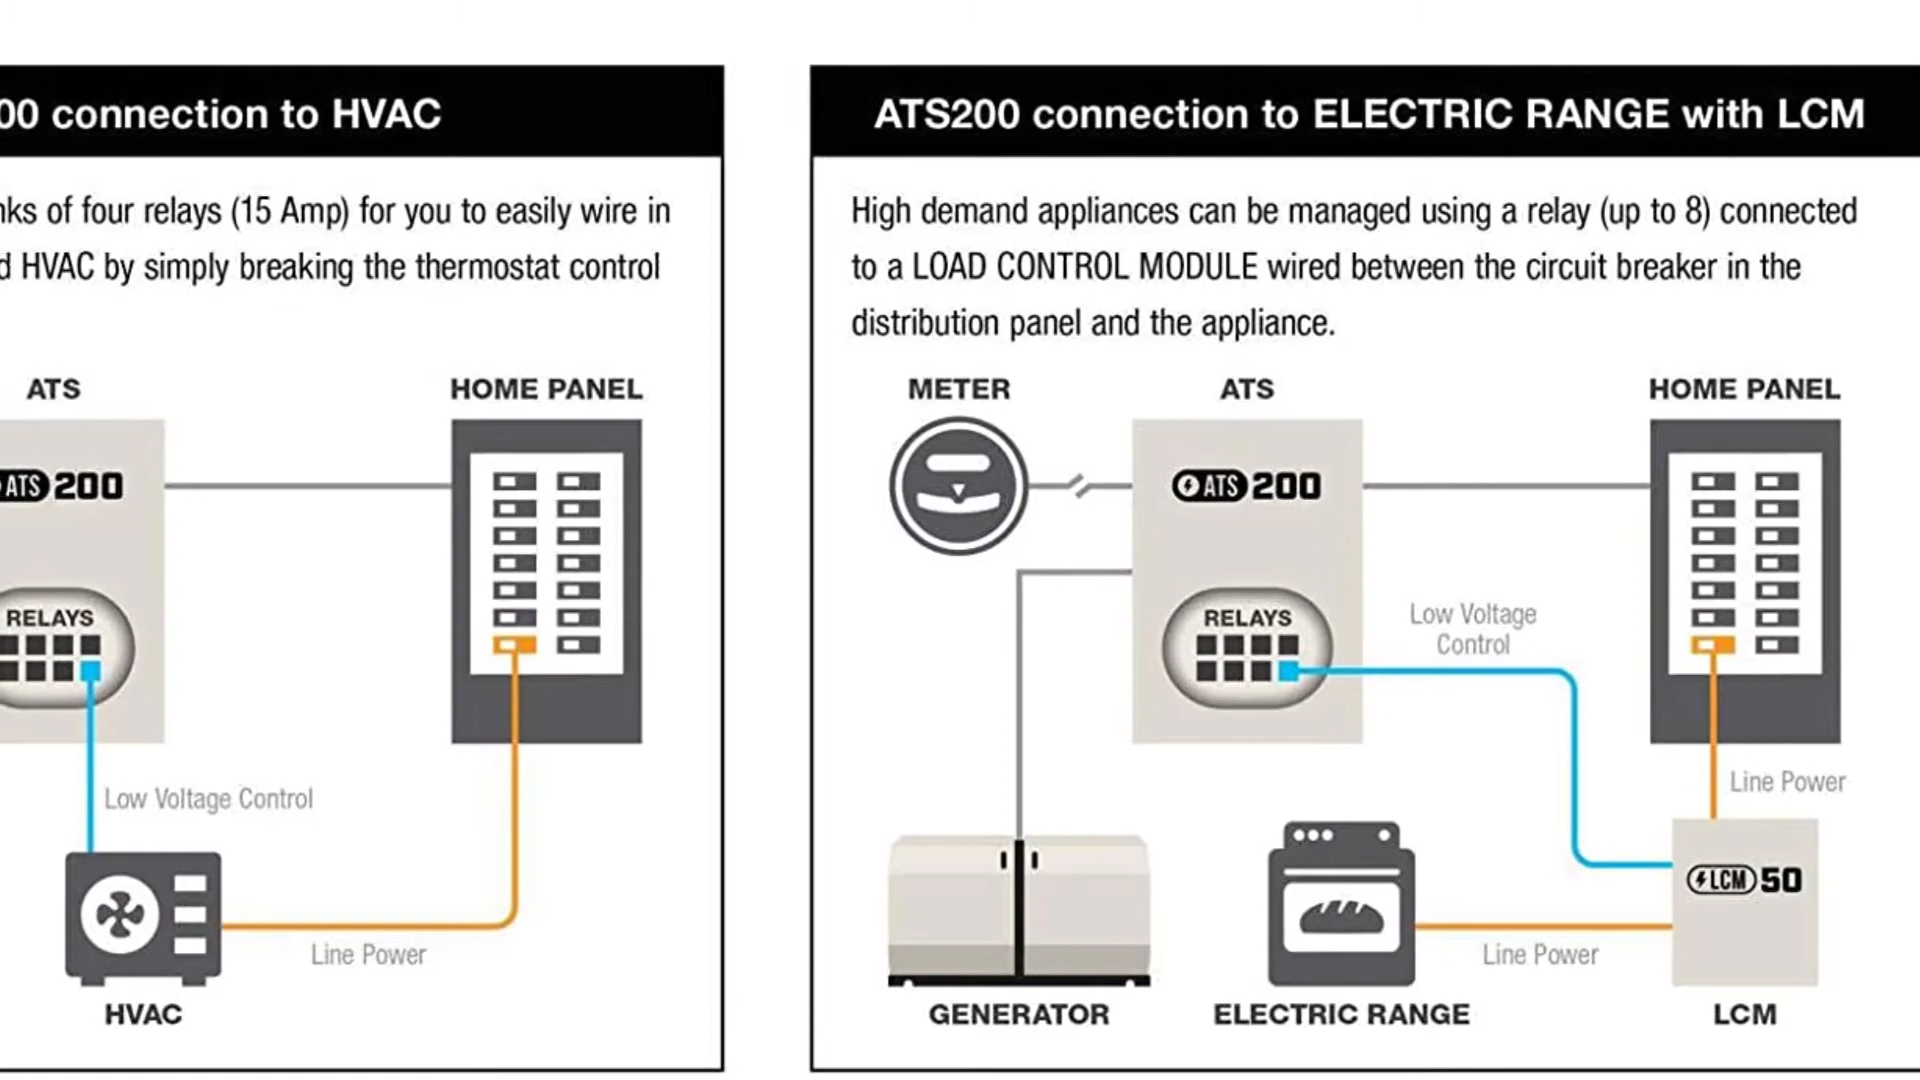 00 connection to HVAC
nks of four relays (15 Amp) for you to easily wire in
d HVAC by simply breaking the thermostat control
ATS
HOME PANEL
ATS 200
RELAYS
Low Voltage Control
Line Power
HVAC
ATS200 connection to ELECTRIC RANGE with LCM
High demand appliances can be managed using a relay (up to 8) connected
to a LOAD CONTROL MODULE wired between the circuit breaker in the
distribution panel and the appliance.
METER
ATS
HOME PANEL
ATS 200
RELAYS
Low Voltage
Control
Line Power
LCM 50
Line Power
GENERATOR
ELECTRIC RANGE
LCM